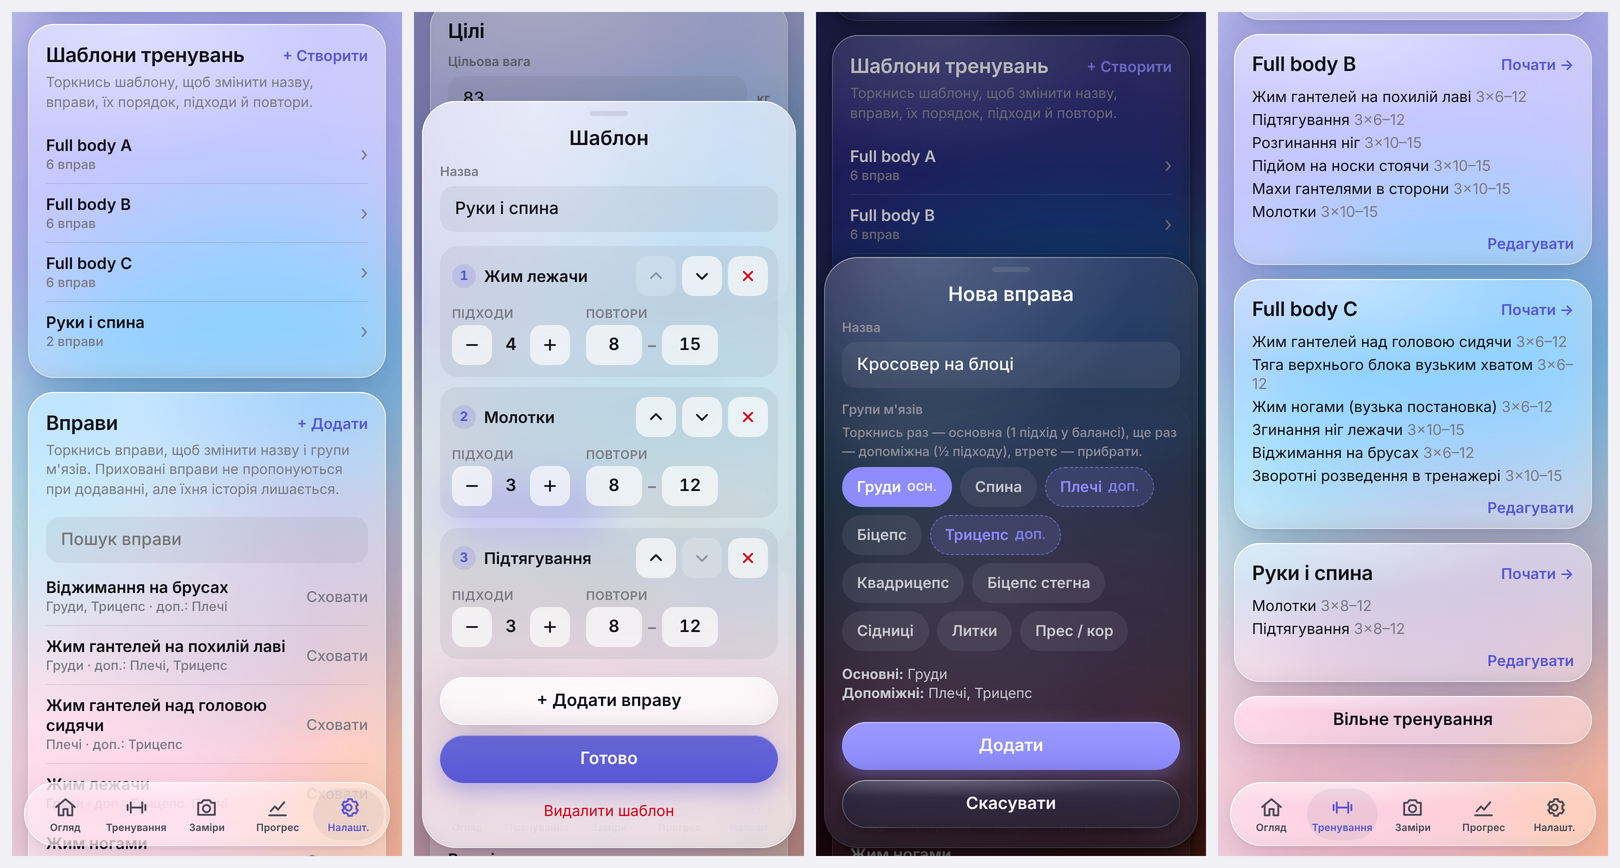 Шаблони тренувань
+ Створити
Торкнись шаблону, щоб змінити назву,
вправи, їх порядок, підходи й повтори.
Full body A
6 вправ
Full body B
6 вправ
Full body C
6 вправ
Руки і спина
2 вправи
Вправи
+ Додати
Торкнись вправи, щоб змінити назву і групи
м'язів. Приховані вправи не пропонуються
при додаванні, але їхня історія лишається.
Пошук вправи
Віджимання на брусах
Груди, Трицепс · доп.: Плечі
Сховати
Жим гантелей на похилій лаві
Груди · доп.: Плечі, Трицепс
Сховати
Жим гантелей над головою
сидячи
Плечі · доп.: Трицепс
Сховати
Жим лежачи
Огляд
Тренування
Заміри
Прогрес
Налашт.
Жим ногами
Цілі
Цільова вага
83
кг
Шаблон
Назва
Руки і спина
1 Жим лежачи
ПІДХОДИ ПОВТОРИ
− 4 + 8 – 15
2 Молотки
ПІДХОДИ ПОВТОРИ
− 3 + 8 – 12
3 Підтягування
ПІДХОДИ ПОВТОРИ
− 3 + 8 – 12
+ Додати вправу
Готово
Видалити шаблон
Шаблони тренувань
+ Створити
Торкнись шаблону, щоб змінити назву,
вправи, їх порядок, підходи й повтори.
Full body A
6 вправ
Full body B
6 вправ
Нова вправа
Назва
Кросовер на блоці
Групи м'язів
Торкнись раз — основна (1 підхід у балансі), ще раз
— допоміжна (½ підходу), втретє — прибрати.
Груди осн. Спина Плечі доп.
Біцепс Трицепс доп.
Квадрицепс Біцепс стегна
Сідниці Литки Прес / кор
Основні: Груди
Допоміжні: Плечі, Трицепс
Додати
Скасувати
Жим ногами
Full body B
Почати →
Жим гантелей на похилій лаві 3×6–12
Підтягування 3×6–12
Розгинання ніг 3×10–15
Підйом на носки стоячи 3×10–15
Махи гантелями в сторони 3×10–15
Молотки 3×10–15
Редагувати
Full body C
Почати →
Жим гантелей над головою сидячи 3×6–12
Тяга верхнього блока вузьким хватом 3×6–
12
Жим ногами (вузька постановка) 3×6–12
Згинання ніг лежачи 3×10–15
Віджимання на брусах 3×6–12
Зворотні розведення в тренажері 3×10–15
Редагувати
Руки і спина
Почати →
Молотки 3×8–12
Підтягування 3×8–12
Редагувати
Вільне тренування
Огляд
Тренування
Заміри
Прогрес
Налашт.